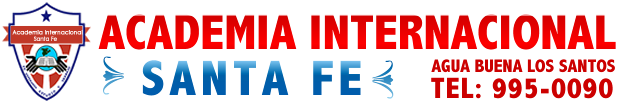 Academia Internacional
Santa Fe
ACADEMIA INTERNACIONAL
SANTA FE
AGUA BUENA LOS SANTOS
TEL: 995-0090